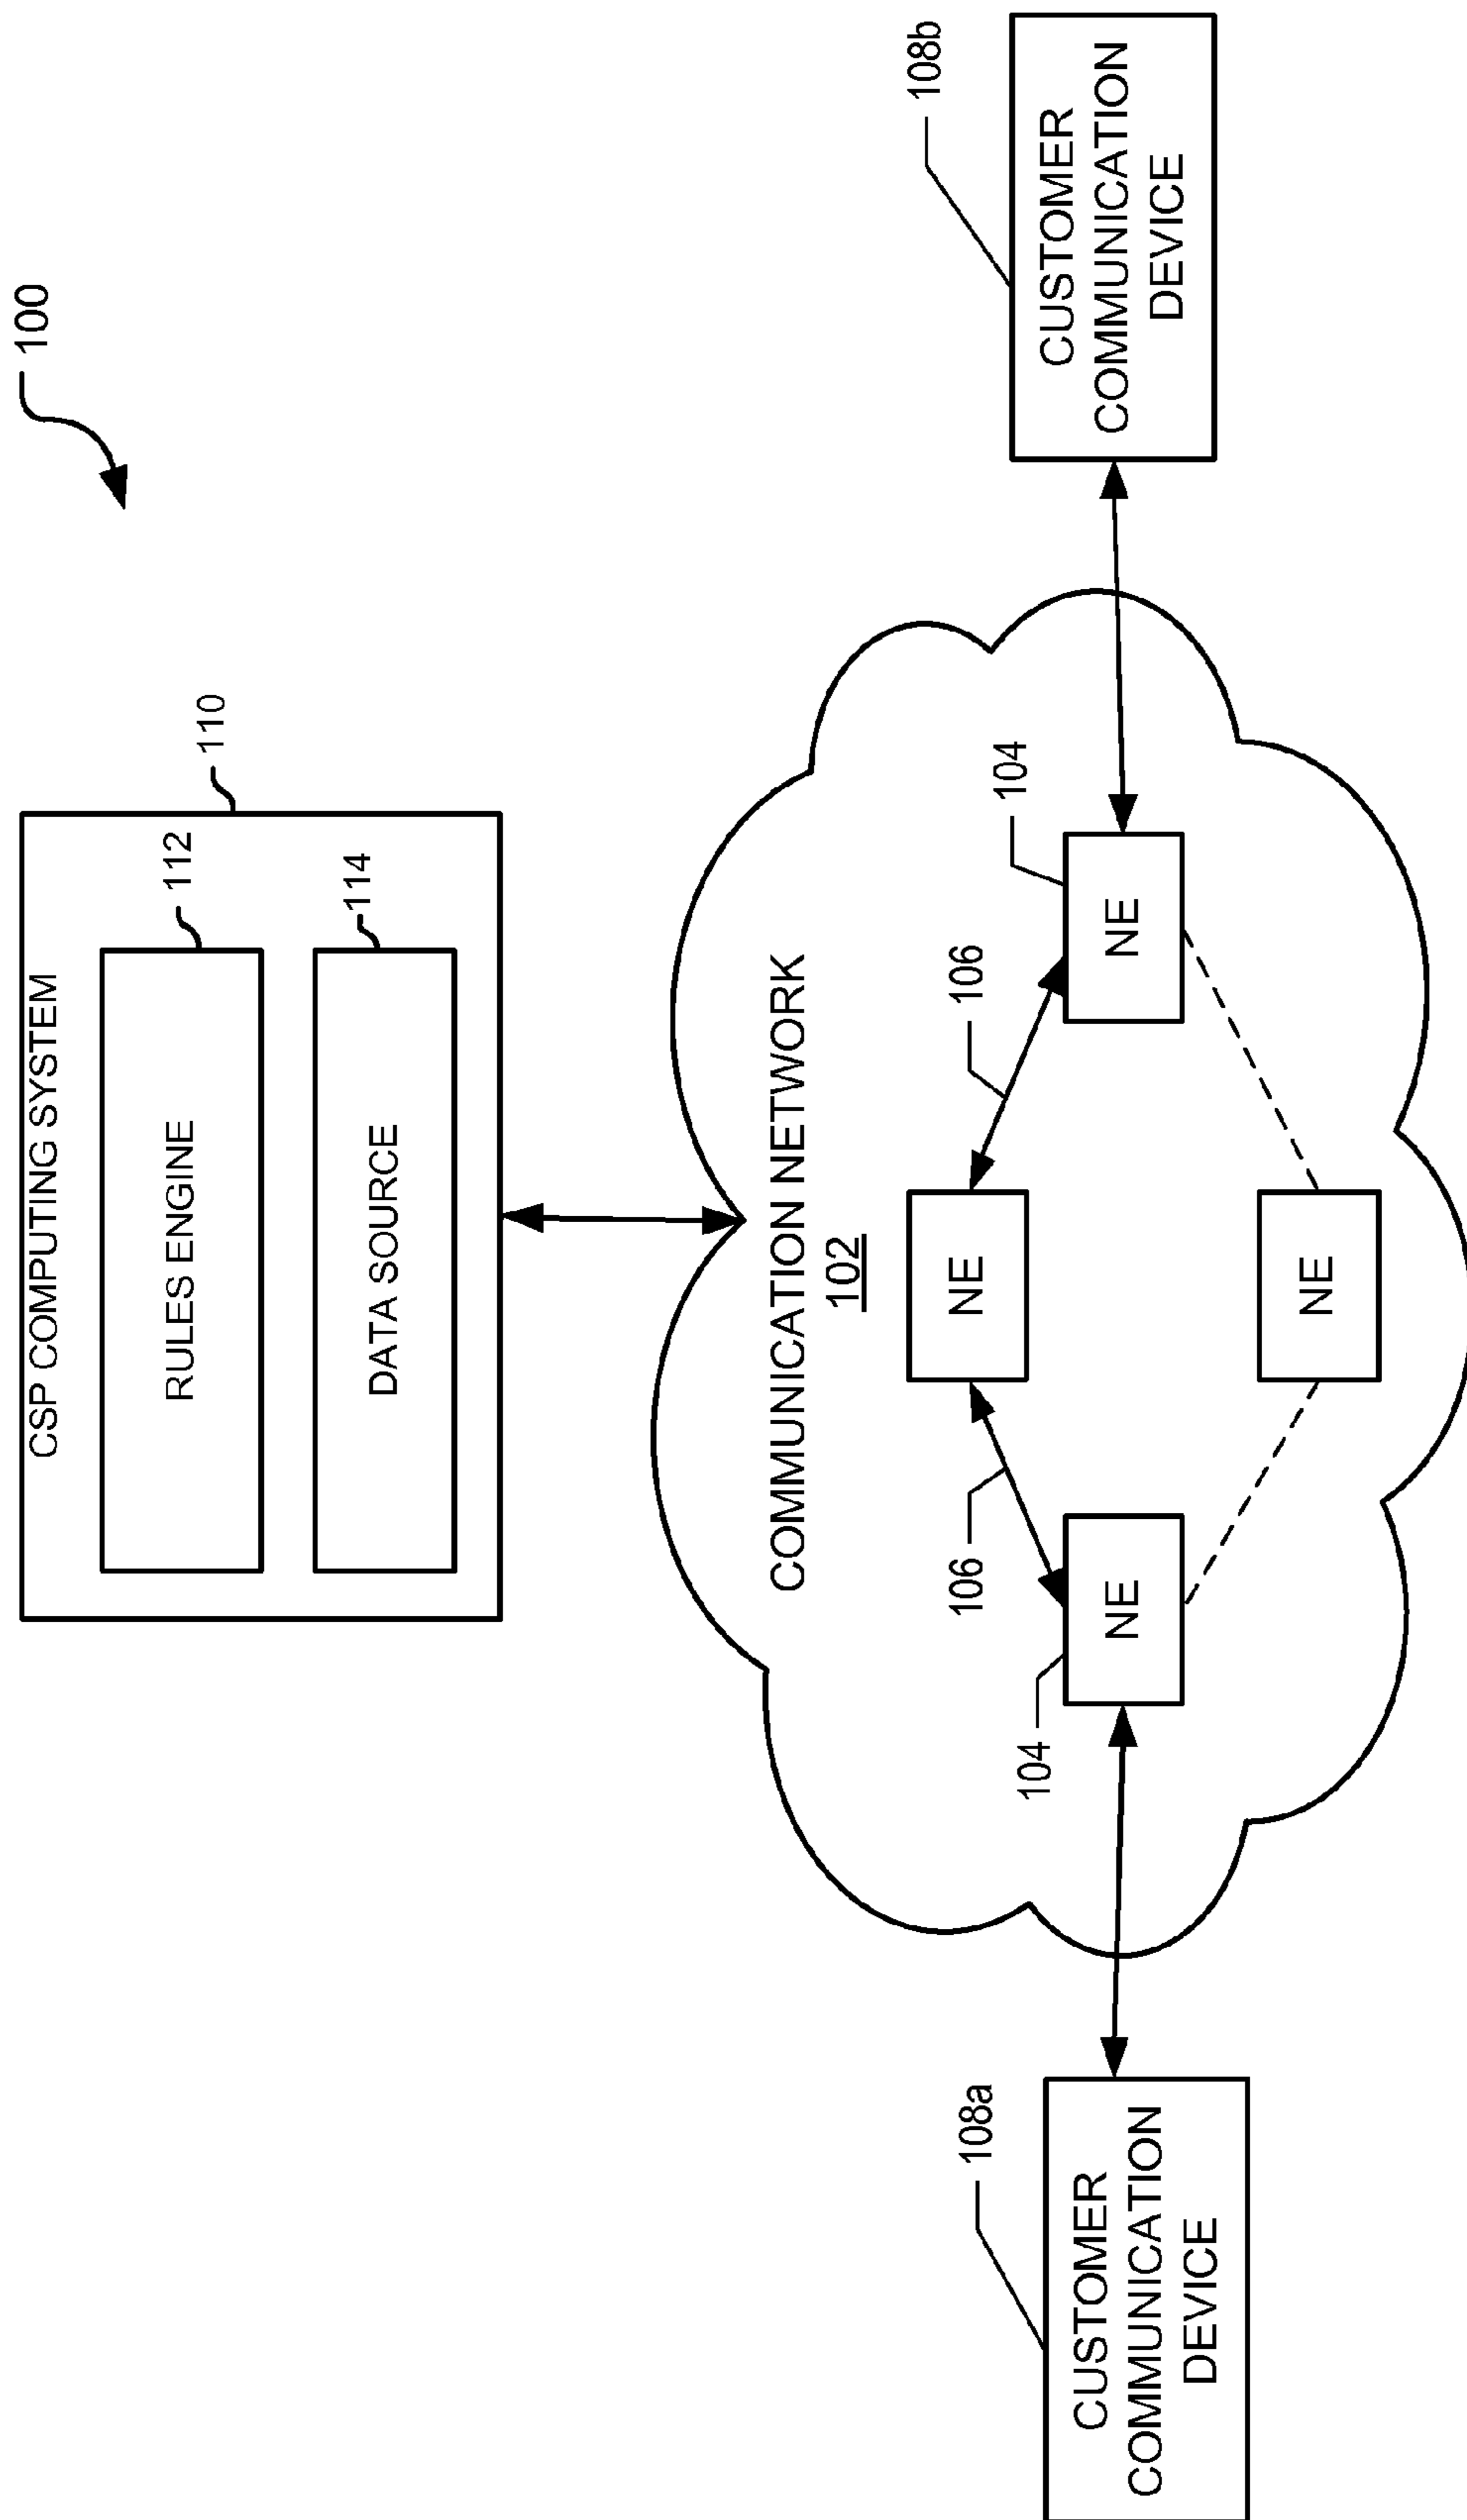 100
CSP COMPUTING SYSTEM
110
RULES ENGINE
112
DATA SOURCE
114
COMMUNICATION NETWORK
102
108a
CUSTOMER
COMMUNICATION
DEVICE
104
NE
106
NE
106
NE
104
NE
108b
CUSTOMER
COMMUNICATION
DEVICE